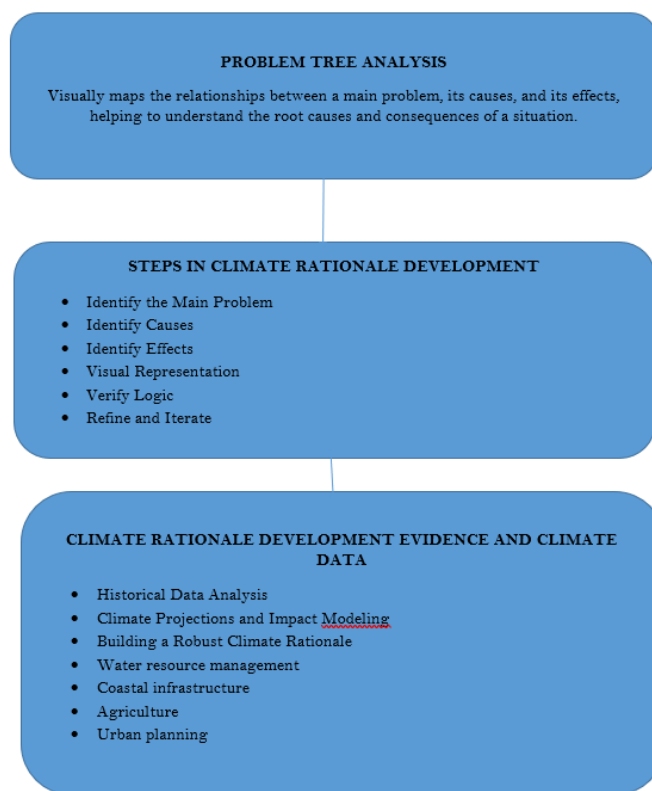 PROBLEM TREE ANALYSIS
Visually maps the relationships between a main problem, its causes, and its effects,
helping to understand the root causes and consequences of a situation.
STEPS IN CLIMATE RATIONALE DEVELOPMENT
• Identify the Main Problem
• Identify Causes
• Identify Effects
• Visual Representation
• Verify Logic
• Refine and Iterate
CLIMATE RATIONALE DEVELOPMENT EVIDENCE AND CLIMATE
DATA
• Historical Data Analysis
• Climate Projections and Impact Modeling
• Building a Robust Climate Rationale
• Water resource management
• Coastal infrastructure
• Agriculture
• Urban planning